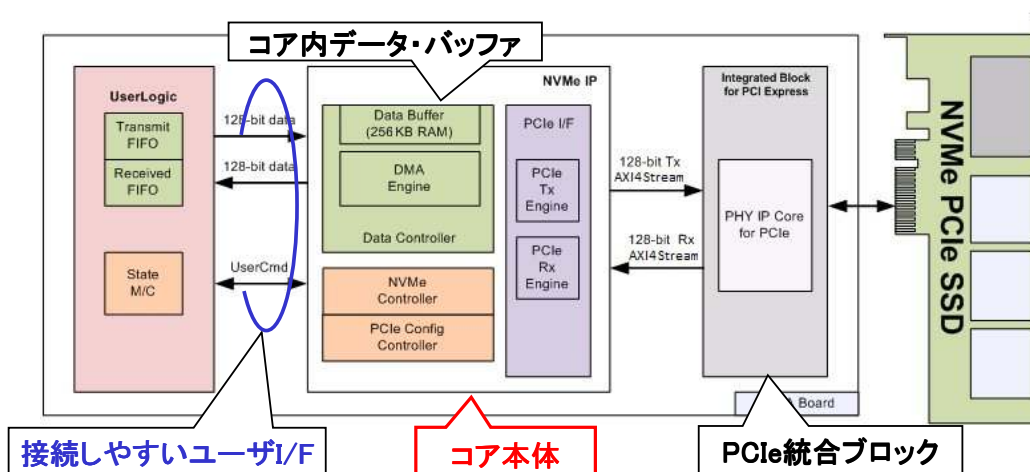 コア内データ・バッファ
UserLogic
Transmit
FIFO
Received
FIFO
State
M/C
128-bit data
128-bit data
UserCmd
NVMe IP
Data Buffer
(256KB RAM)
DMA
Engine
Data Controller
NVMe
Controller
PCIe Config
Controller
PCIe I/F
PCIe
Tx
Engine
PCIe
Rx
Engine
128-bit Tx
AXI4Stream
128-bit Rx
AXI4Stream
Integrated Block
for PCI Express
PHY IP Core
for PCIe
Board
NVMe PCIe SSD
接続しやすいユーザI/F
コア本体
PCIe統合ブロック